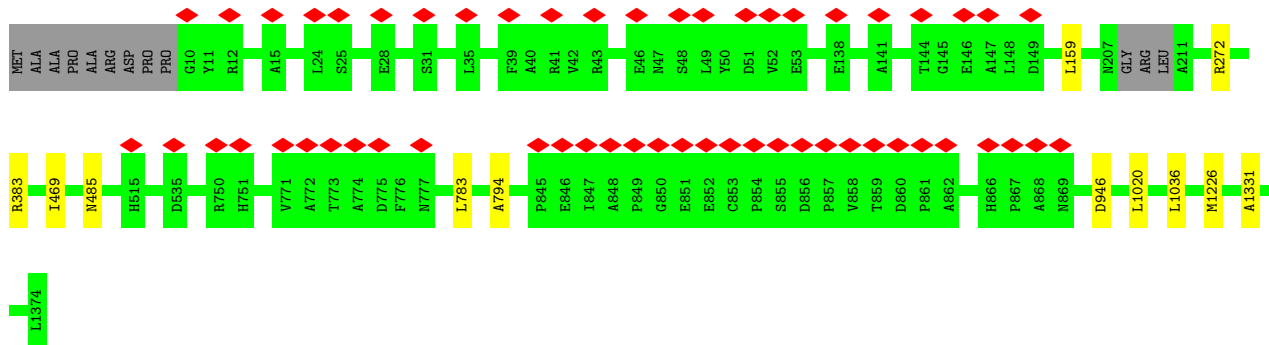 MET ALA ALA PRO ALA ARG ASP PRO PRO G10 Y11 R12 A15 L24 S25 E28 S31 L35 F39 A40 R41 V42 R43 E46 N47 S48 L49 Y50 D51 V52 E53 E138 A141 T144 G145 E146 A147 L148 D149 L159 N207 GLY ARG LEU A211 R272
R383 I469 N485 H515 D535 R750 H751 V771 A772 T773 A774 D775 F776 N777 L783 A794 P845 E846 I847 A848 P849 G850 E851 E852 C853 P854 S855 D856 P857 V858 T859 D860 P861 A862 H866 P867 A868 N869 D946 L1020 L1036 M1226 A1331
L1374